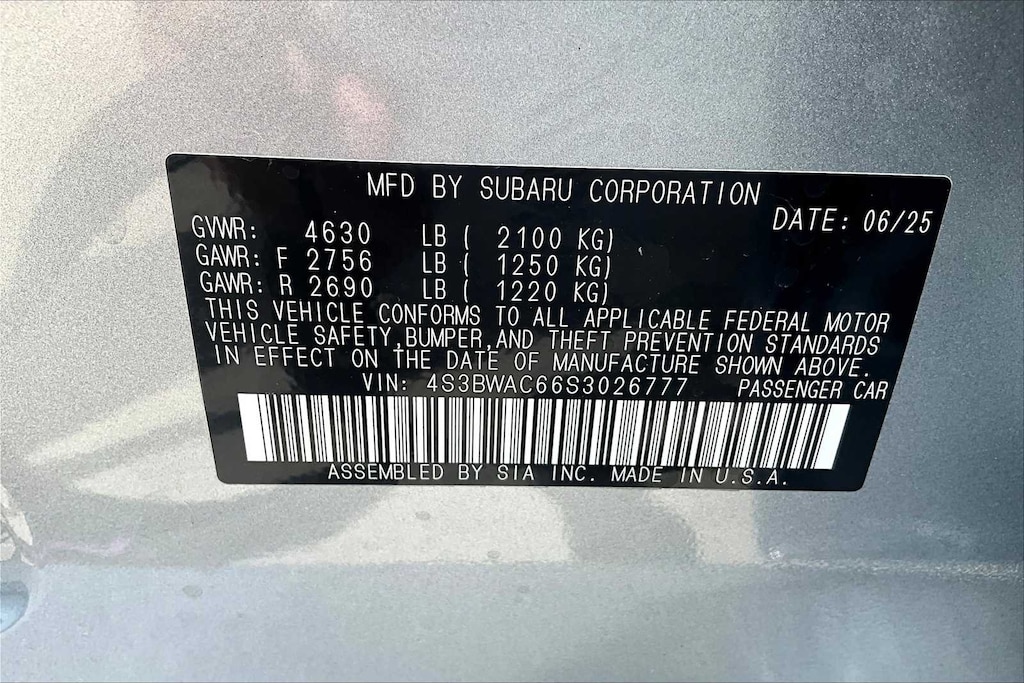 MFD BY SUBARU CORPORATION
DATE: 06/25
GVWR: 4630 LB ( 2100 KG)
GAWR: F 2756 LB ( 1250 KG)
GAWR: R 2690 LB ( 1220 KG)
THIS VEHICLE CONFORMS TO ALL APPLICABLE FEDERAL MOTOR
VEHICLE SAFETY,BUMPER,AND THEFT PREVENTION STANDARDS
IN EFFECT ON THE DATE OF MANUFACTURE SHOWN ABOVE.
VIN: 4S3BWAC66S3026777 PASSENGER CAR
ASSEMBLED BY SIA INC. MADE IN U.S.A.